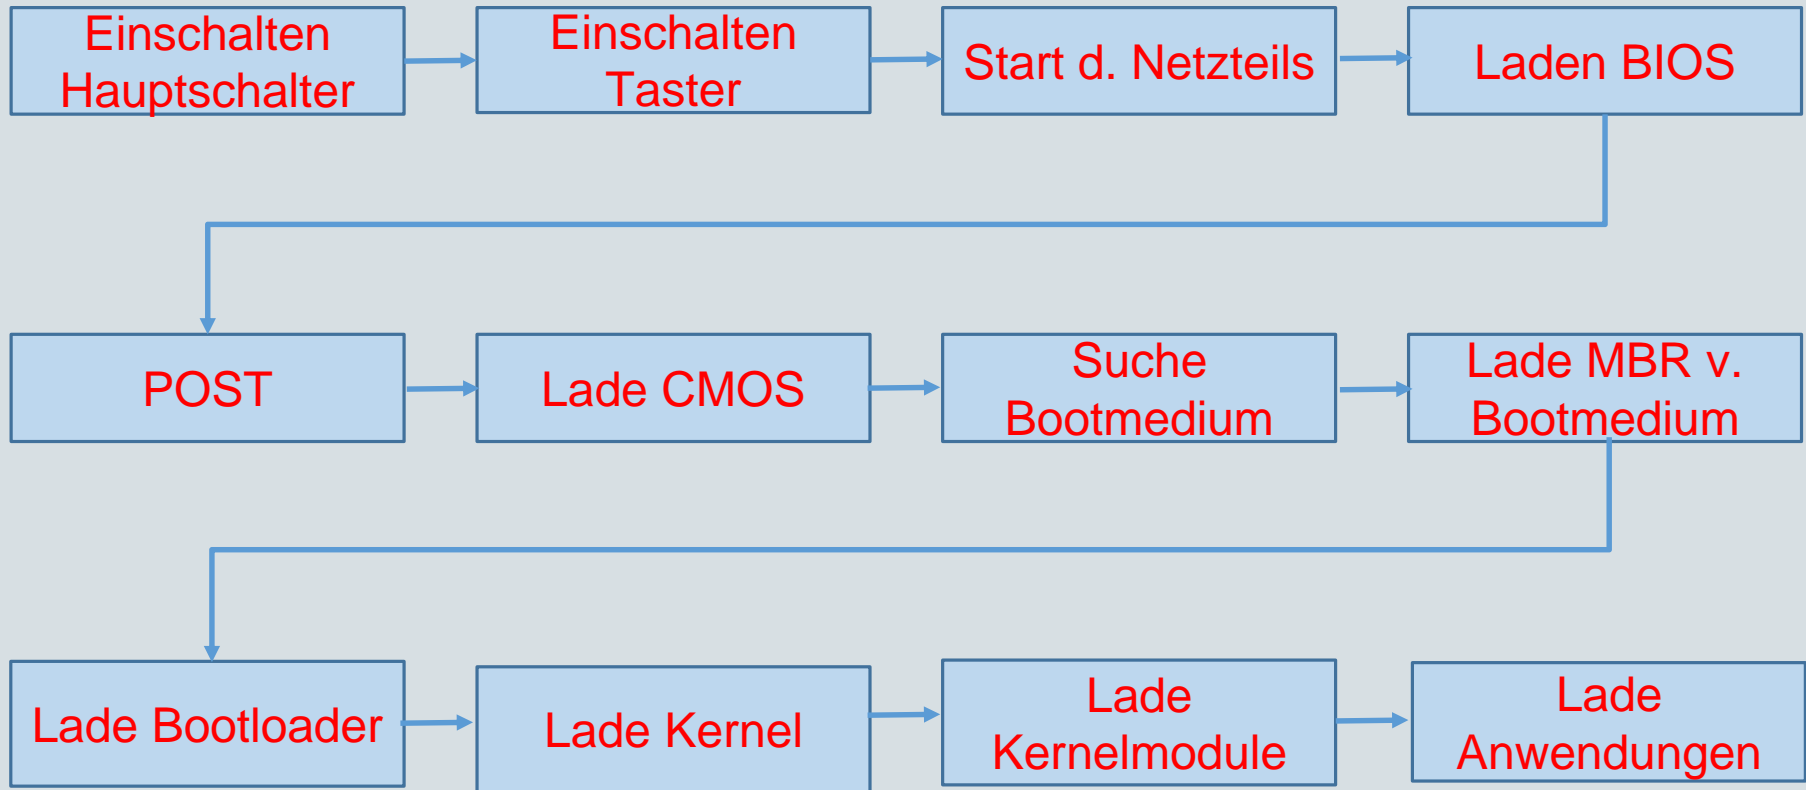 Einschalten
Hauptschalter
Einschalten
Taster
Start d. Netzteils
Laden BIOS
POST
Lade CMOS
Suche
Bootmedium
Lade MBR v.
Bootmedium
Lade Bootloader
Lade Kernel
Lade
Kernelmodule
Lade
Anwendungen